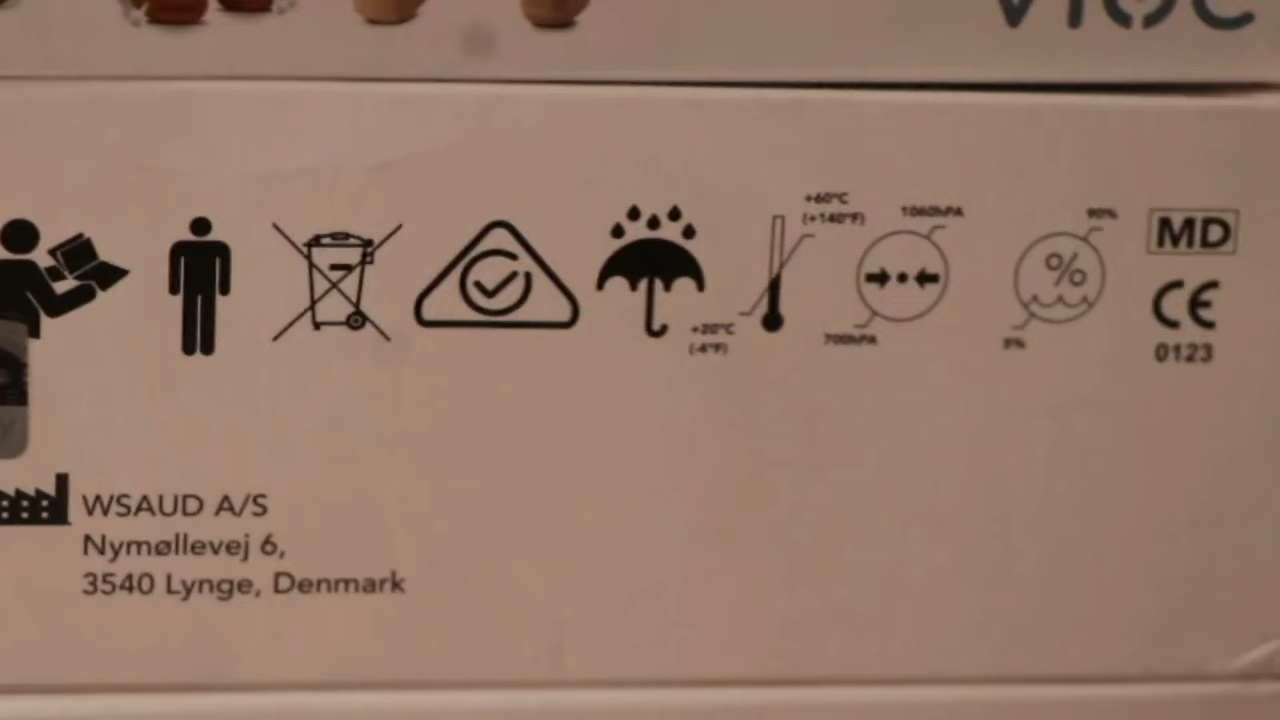 +60°C
(+140°F)
1060hPA
90%
MD
%
+20°C
(-4°F)
700hPA
5%
CE
0123
WSAUD A/S
Nymøllevej 6,
3540 Lynge, Denmark